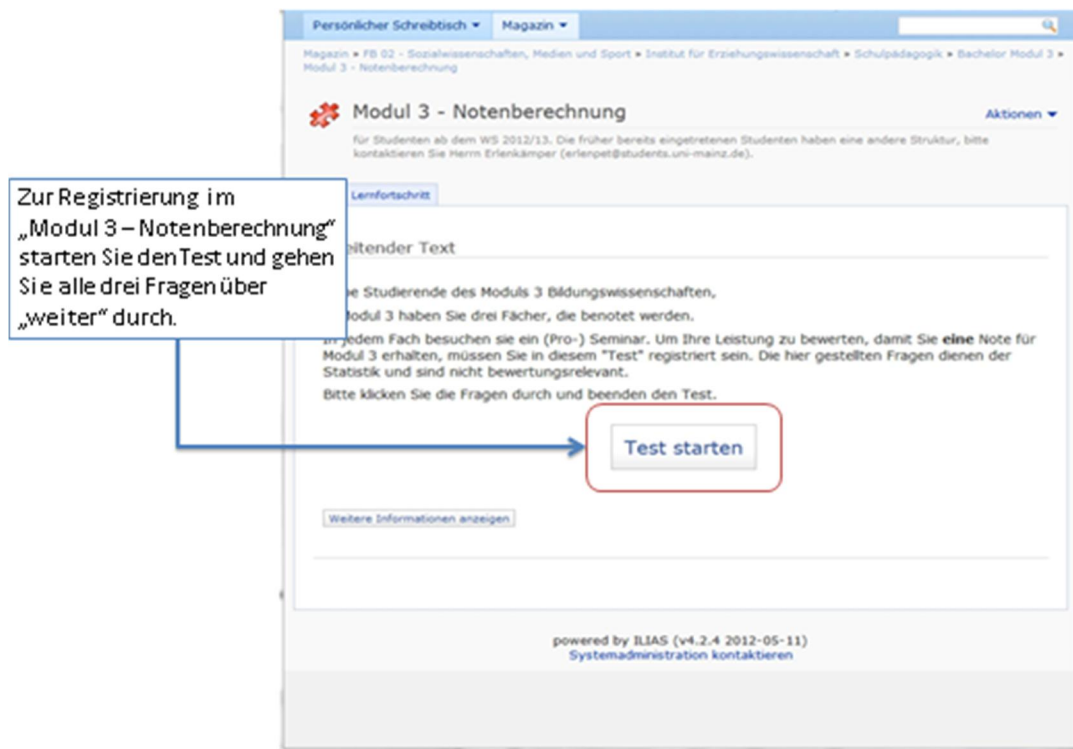 Persönlicher Schreibtisch Magazin
Magazin » FB 02 - Sozialwissenschaften, Medien und Sport » Institut für Erziehungswissenschaft » Schulpädagogik » Bachelor Modul 3 »
Modul 3 - Notenberechnung
Modul 3 - Notenberechnung
Aktionen
für Studenten ab dem WS 2012/13. Die früher bereits eingetretenen Studenten haben eine andere Struktur, bitte
kontaktieren Sie Herrn Erlenkämper (erlenpet@students.uni-mainz.de).
Zur Registrierung im
„Modul 3 – Notenberechnung“
starten Sie den Test und gehen
Sie alle drei Fragen über
„weiter“ durch.
Lernfortschritt
eitender Text
e Studierende des Moduls 3 Bildungswissenschaften,
Modul 3 haben Sie drei Fächer, die benotet werden.
In jedem Fach besuchen sie ein (Pro-) Seminar. Um Ihre Leistung zu bewerten, damit Sie eine Note für
Modul 3 erhalten, müssen Sie in diesem "Test" registriert sein. Die hier gestellten Fragen dienen der
Statistik und sind nicht bewertungsrelevant.
Bitte klicken Sie die Fragen durch und beenden den Test.
Test starten
Weitere Informationen anzeigen
powered by ILIAS (v4.2.4 2012-05-11)
Systemadministration kontaktieren